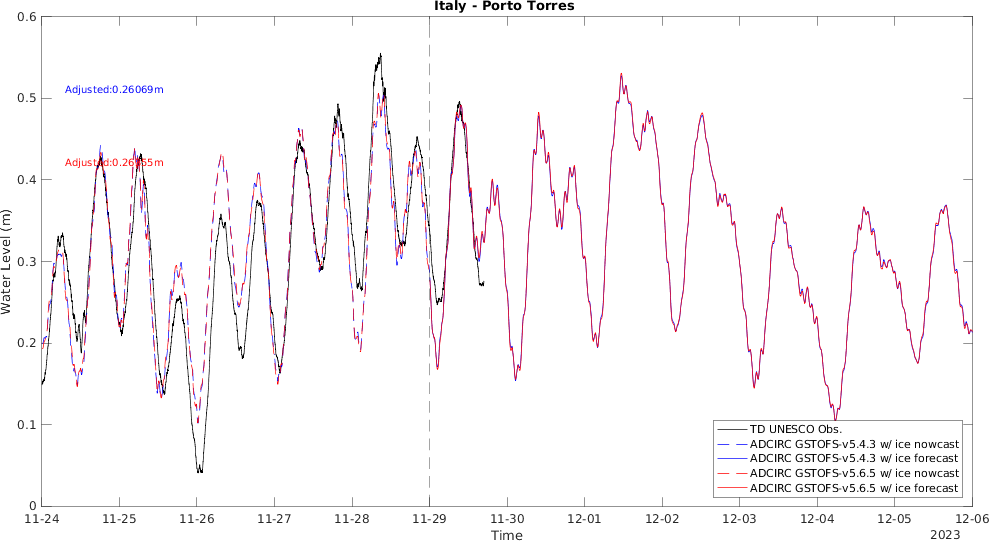 Italy - Porto Torres
Water Level (m)
0.6
0.5
0.4
0.3
0.2
0.1
0
Adjusted:0.26069m
TD UNESCO Obs.
ADCIRC GSTOFS-v5.4.3 w/ ice nowcast
ADCIRC GSTOFS-v5.4.3 w/ ice forecast
ADCIRC GSTOFS-v5.6.5 w/ ice nowcast
ADCIRC GSTOFS-v5.6.5 w/ ice forecast
11-24 11-25 11-26 11-27 11-28 11-29 11-30 12-01 12-02 12-03 12-04 12-05 12-06
Time
2023